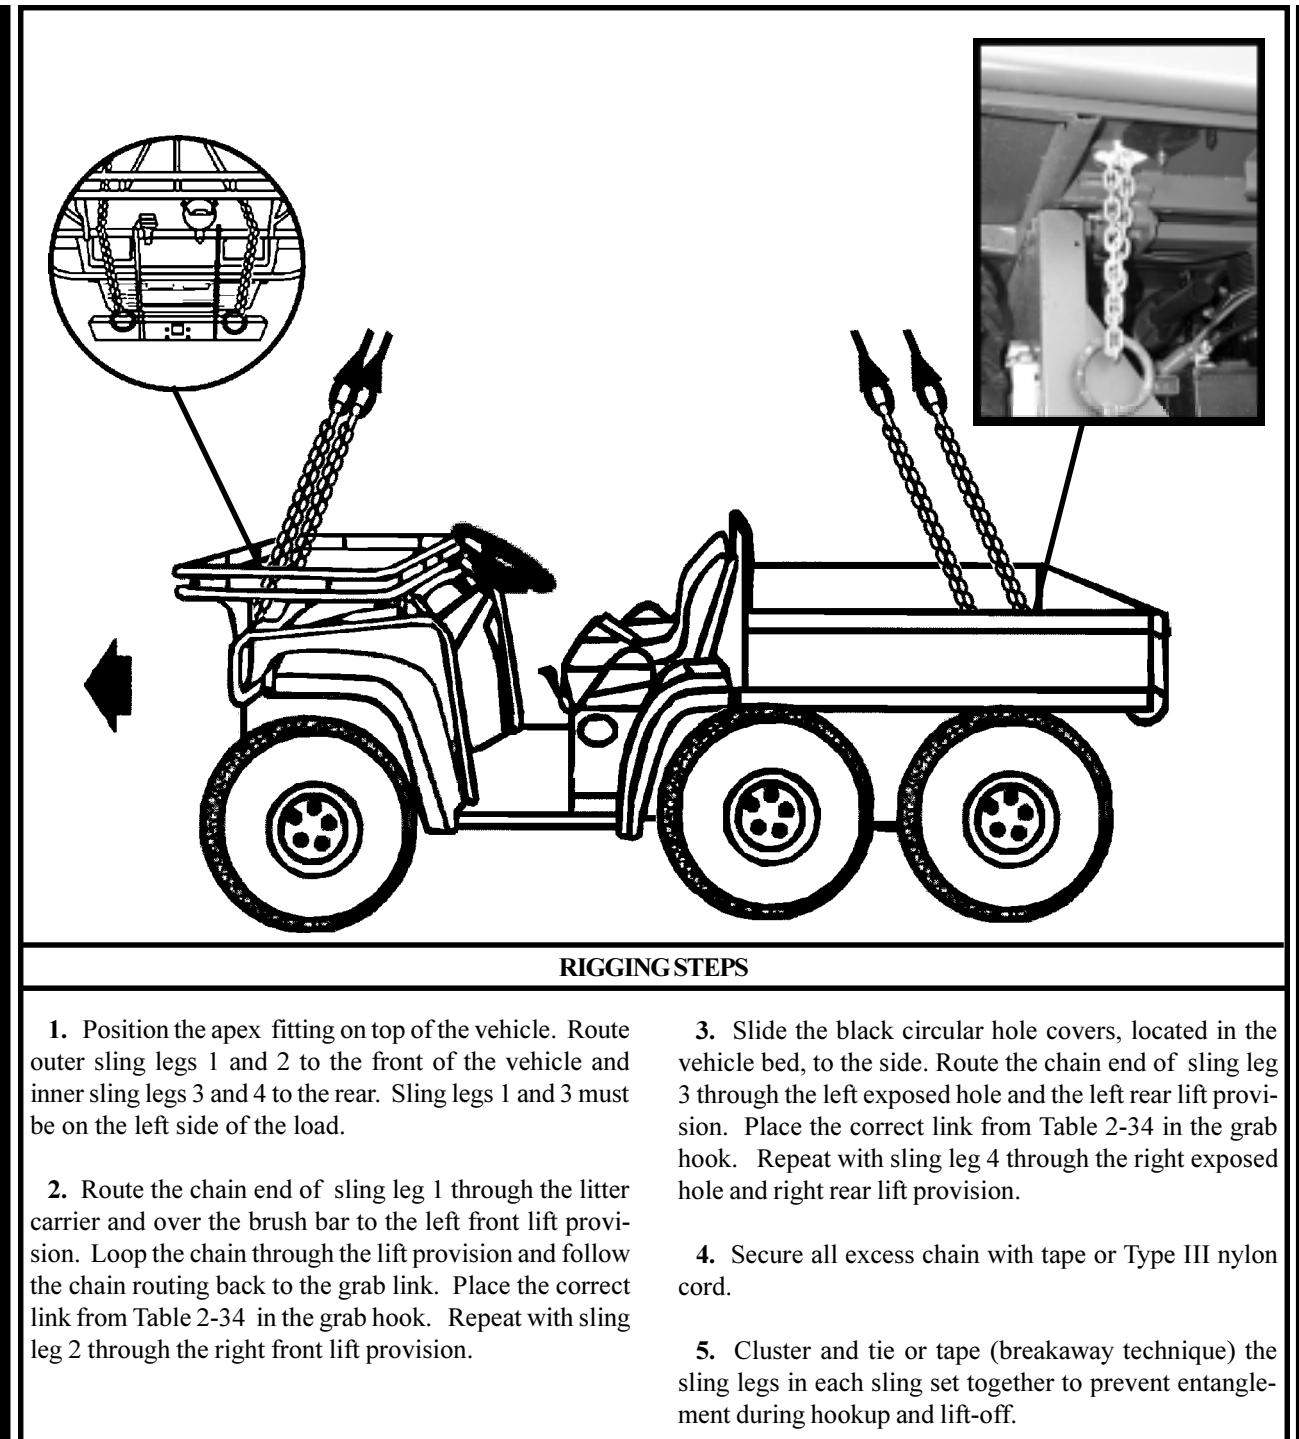 RIGGING STEPS
1. Position the apex fitting on top of the vehicle. Route
outer sling legs 1 and 2 to the front of the vehicle and
inner sling legs 3 and 4 to the rear. Sling legs 1 and 3 must
be on the left side of the load.
2. Route the chain end of sling leg 1 through the litter
carrier and over the brush bar to the left front lift provi-
sion. Loop the chain through the lift provision and follow
the chain routing back to the grab link. Place the correct
link from Table 2-34 in the grab hook. Repeat with sling
leg 2 through the right front lift provision.
3. Slide the black circular hole covers, located in the
vehicle bed, to the side. Route the chain end of sling leg
3 through the left exposed hole and the left rear lift provi-
sion. Place the correct link from Table 2-34 in the grab
hook. Repeat with sling leg 4 through the right exposed
hole and right rear lift provision.
4. Secure all excess chain with tape or Type III nylon
cord.
5. Cluster and tie or tape (breakaway technique) the
sling legs in each sling set together to prevent entangle-
ment during hookup and lift-off.